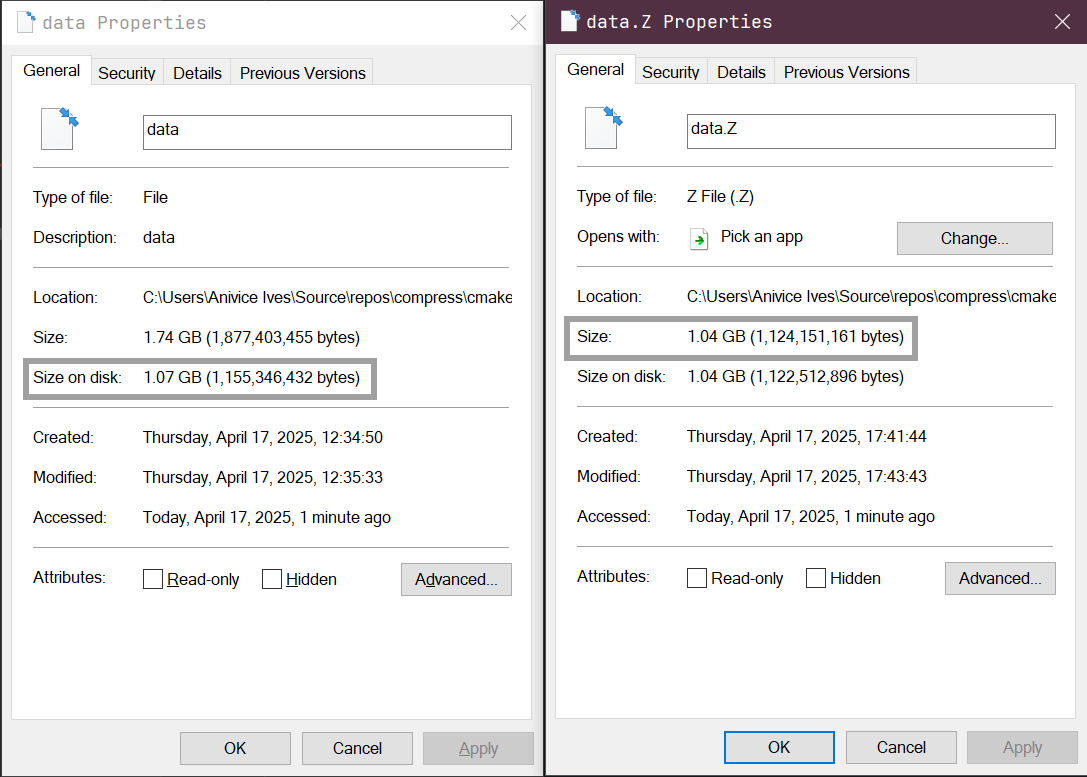 data Properties
General Security Details Previous Versions
data
Type of file: File
Description: data
Location: C:\Users\Anivice Ives\Source\repos\compress\cmake
Size: 1.74 GB (1,877,403,455 bytes)
Size on disk: 1.07 GB (1,155,346,432 bytes)
Created: Thursday, April 17, 2025, 12:34:50
Modified: Thursday, April 17, 2025, 12:35:33
Accessed: Today, April 17, 2025, 1 minute ago
Attributes: Read-only Hidden Advanced...
OK Cancel Apply
data.Z Properties
General Security Details Previous Versions
data.Z
Type of file: Z File (.Z)
Opens with: Pick an app Change...
Location: C:\Users\Anivice Ives\Source\repos\compress\cmake
Size: 1.04 GB (1,124,151,161 bytes)
Size on disk: 1.04 GB (1,122,512,896 bytes)
Created: Thursday, April 17, 2025, 17:41:44
Modified: Thursday, April 17, 2025, 17:43:43
Accessed: Today, April 17, 2025, 1 minute ago
Attributes: Read-only Hidden Advanced...
OK Cancel Apply